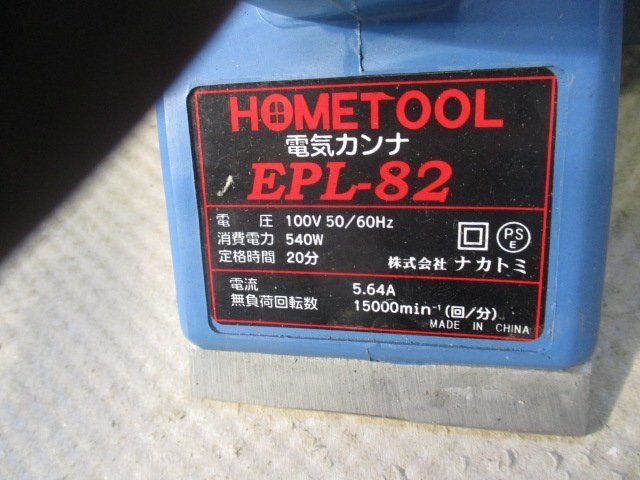 HOMETOOL
電気カンナ
EPL-82
電圧 100V 50/60Hz
消費電力 540W
定格時間 20分
PS
E
株式会社 ナカトミ
電流 5.64A
無負荷回転数 15000min⁻¹(回/分)
MADE IN CHINA